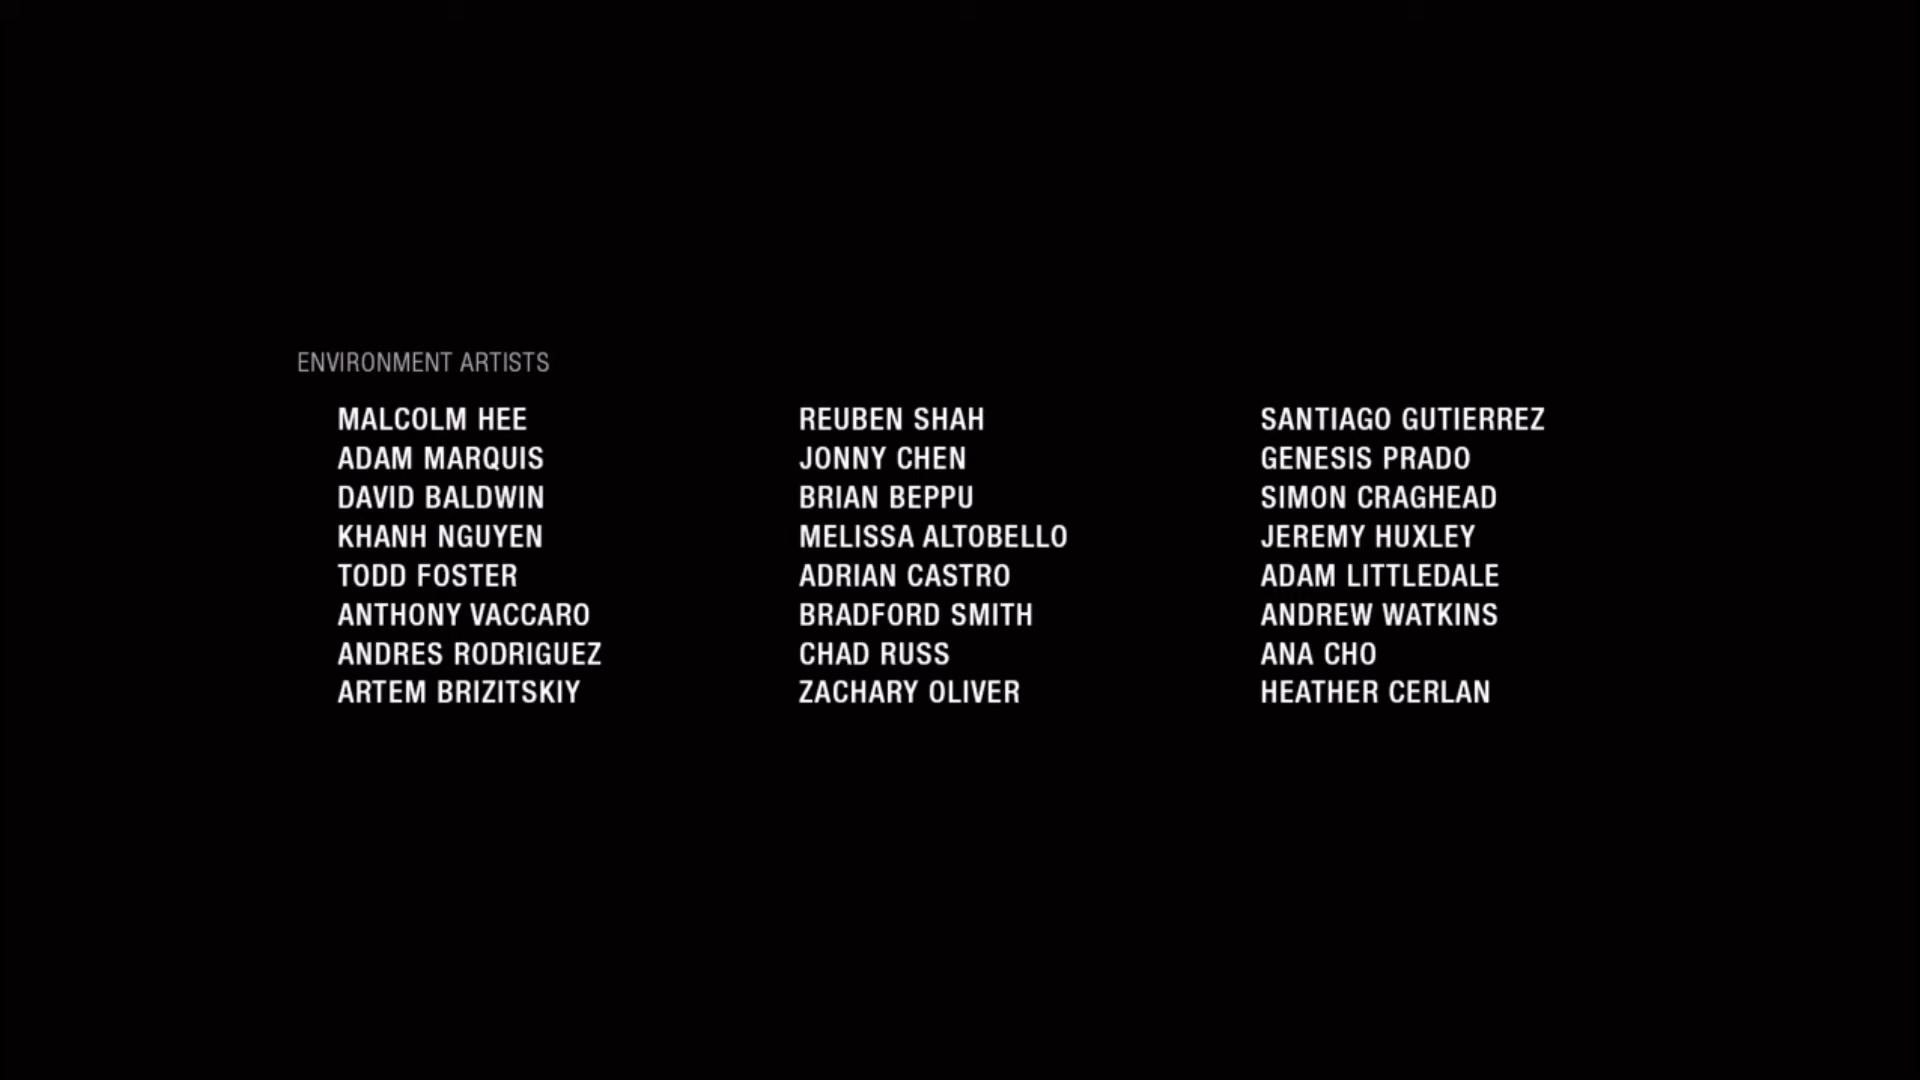 ENVIRONMENT ARTISTS
MALCOLM HEE
ADAM MARQUIS
DAVID BALDWIN
KHANH NGUYEN
TODD FOSTER
ANTHONY VACCARO
ANDRES RODRIGUEZ
ARTEM BRIZITSKIY
REUBEN SHAH
JONNY CHEN
BRIAN BEPPU
MELISSA ALTOBELLO
ADRIAN CASTRO
BRADFORD SMITH
CHAD RUSS
ZACHARY OLIVER
SANTIAGO GUTIERREZ
GENESIS PRADO
SIMON CRAGHEAD
JEREMY HUXLEY
ADAM LITTLEDALE
ANDREW WATKINS
ANA CHO
HEATHER CERLAN